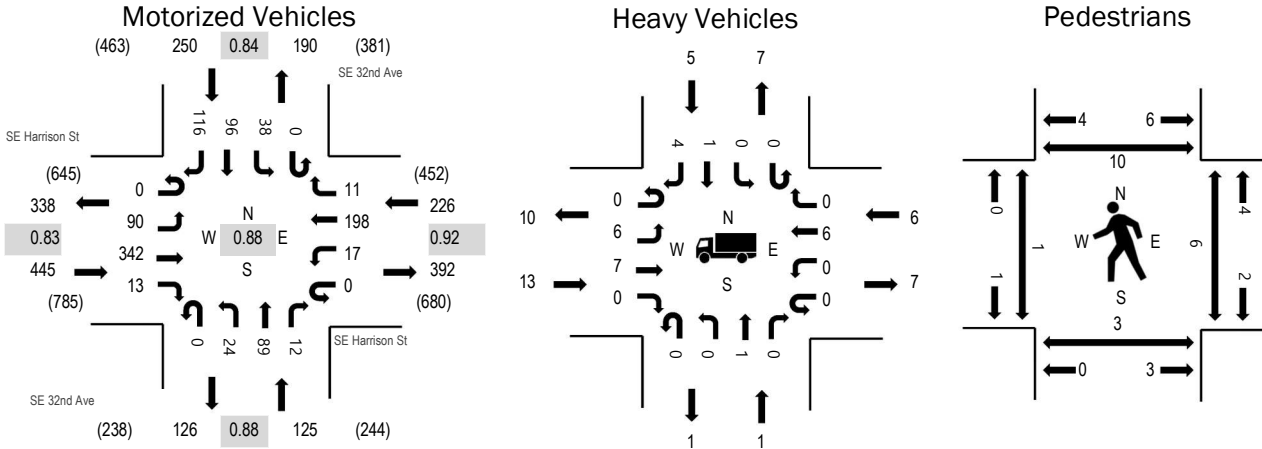 Motorized Vehicles
(463) 250 0.84 190 (381)
SE 32nd Ave
116 96 38 0
SE Harrison St
(645) 0 11 (452)
338 90 N 198 226
0.83 W 0.88 E 0.92
445 342 S 17 392
(785) 13 0 (680)
0 24 89 12
SE Harrison St
SE 32nd Ave
(238) 126 0.88 125 (244)
Heavy Vehicles
5 7
4 1 0 0
0 0
10 6 N 6 6
W E
13 7 S 0 7
0 0
0 0 1 0
1 1
Pedestrians
4 6
10
0 N 4
1 W E 6
1 S 2
3
0 3